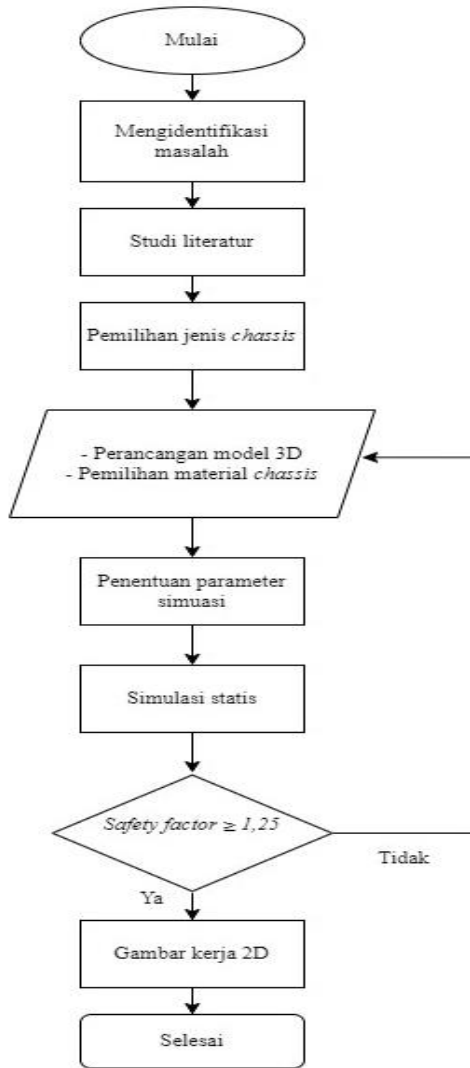 Mulai
Mengidentifikasi
masalah
Studi literatur
Pemilihan jenis chassis
- Perancangan model 3D
- Pemilihan material chassis
Penentuan parameter
simuasi
Simulasi statis
Safety factor ≥ 1,25
Tidak
Ya
Gambar kerja 2D
Selesai